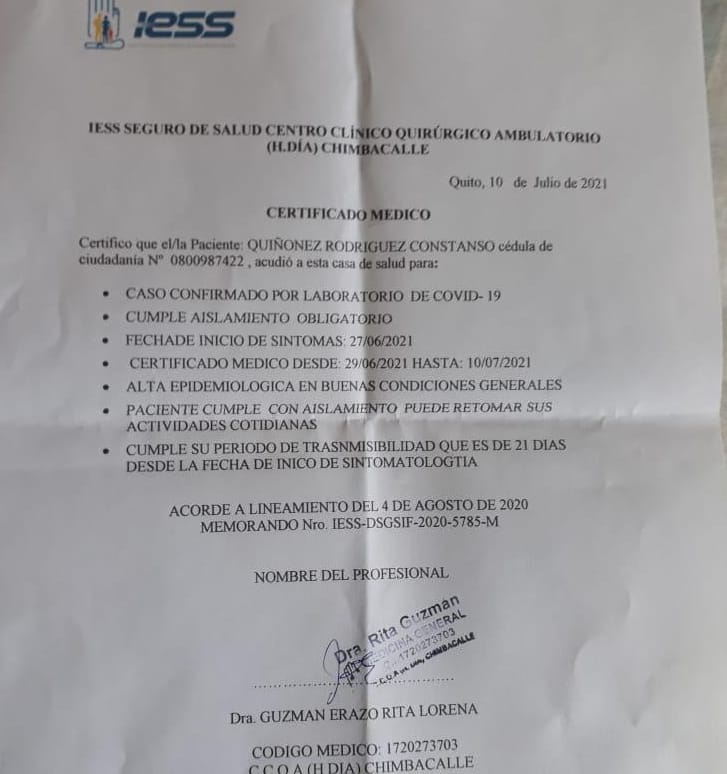 IESS
IESS SEGURO DE SALUD CENTRO CLÍNICO QUIRÚRGICO AMBULATORIO
(H.DÍA) CHIMBACALLE
Quito, 10 de Julio de 2021
CERTIFICADO MEDICO
Certifico que el/la Paciente: QUIÑONEZ RODRIGUEZ CONSTANSO cédula de
ciudadanía Nº 0800987422 , acudió a esta casa de salud para:
• CASO CONFIRMADO POR LABORATORIO DE COVID- 19
• CUMPLE AISLAMIENTO OBLIGATORIO
• FECHADE INICIO DE SINTOMAS: 27/06/2021
• CERTIFICADO MEDICO DESDE: 29/06/2021 HASTA: 10/07/2021
• ALTA EPIDEMIOLOGICA EN BUENAS CONDICIONES GENERALES
• PACIENTE CUMPLE CON AISLAMIENTO PUEDE RETOMAR SUS
ACTIVIDADES COTIDIANAS
• CUMPLE SU PERIODO DE TRASNMISIBILIDAD QUE ES DE 21 DIAS
DESDE LA FECHA DE INICO DE SINTOMATOLOGTIA
ACORDE A LINEAMIENTO DEL 4 DE AGOSTO DE 2020
MEMORANDO Nro. IESS-DSGSIF-2020-5785-M
NOMBRE DEL PROFESIONAL
Dra. Rita Guzmán
MEDICINA GENERAL
1720273703
CHIMBACALLE
Dra. GUZMAN ERAZO RITA LORENA
CODIGO MEDICO: 1720273703
C.C.Q.A (H.DIA) CHIMBACALLE